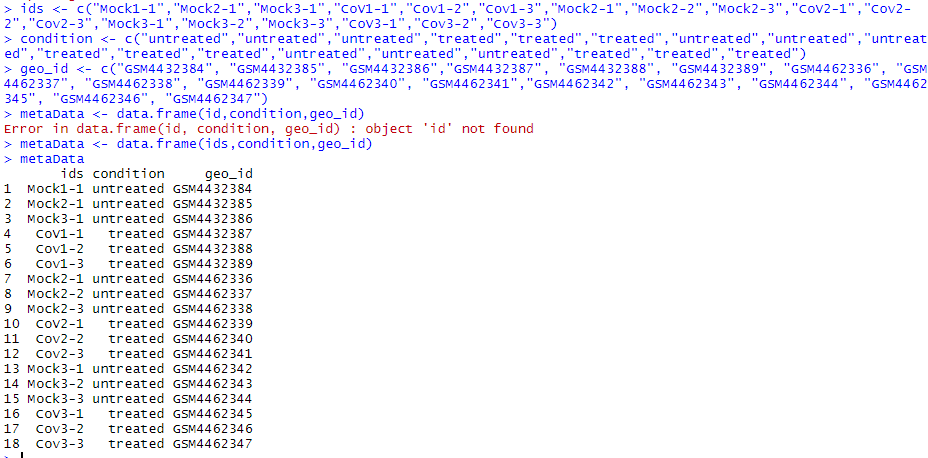 > ids <- c("Mock1-1","Mock2-1","Mock3-1","CoV1-1","Cov1-2","CoV1-3","Mock2-1","Mock2-2","Mock2-3","CoV2-1","Cov2-
2","Cov2-3","Mock3-1","Mock3-2","Mock3-3","CoV3-1","Cov3-2","Cov3-3")
> condition <- c("untreated","untreated","untreated","treated","treated","treated","untreated","untreated","untreat
ed","treated","treated","treated","untreated","untreated","untreated","treated","treated","treated")
> geo_id <- c("GSM4432384", "GSM4432385", "GSM4432386","GSM4432387", "GSM4432388", "GSM4432389", "GSM4462336", "GSM
4462337", "GSM4462338", "GSM4462339", "GSM4462340", "GSM4462341","GSM4462342", "GSM4462343", "GSM4462344", "GSM4462
345", "GSM4462346", "GSM4462347")
> metaData <- data.frame(id,condition,geo_id)
Error in data.frame(id, condition, geo_id) : object 'id' not found
> metaData <- data.frame(ids,condition,geo_id)
> metaData
ids condition geo_id
1 Mock1-1 untreated GSM4432384
2 Mock2-1 untreated GSM4432385
3 Mock3-1 untreated GSM4432386
4 CoV1-1 treated GSM4432387
5 Cov1-2 treated GSM4432388
6 Cov1-3 treated GSM4432389
7 Mock2-1 untreated GSM4462336
8 Mock2-2 untreated GSM4462337
9 Mock2-3 untreated GSM4462338
10 CoV2-1 treated GSM4462339
11 Cov2-2 treated GSM4462340
12 Cov2-3 treated GSM4462341
13 Mock3-1 untreated GSM4462342
14 Mock3-2 untreated GSM4462343
15 Mock3-3 untreated GSM4462344
16 CoV3-1 treated GSM4462345
17 Cov3-2 treated GSM4462346
18 Cov3-3 treated GSM4462347
>